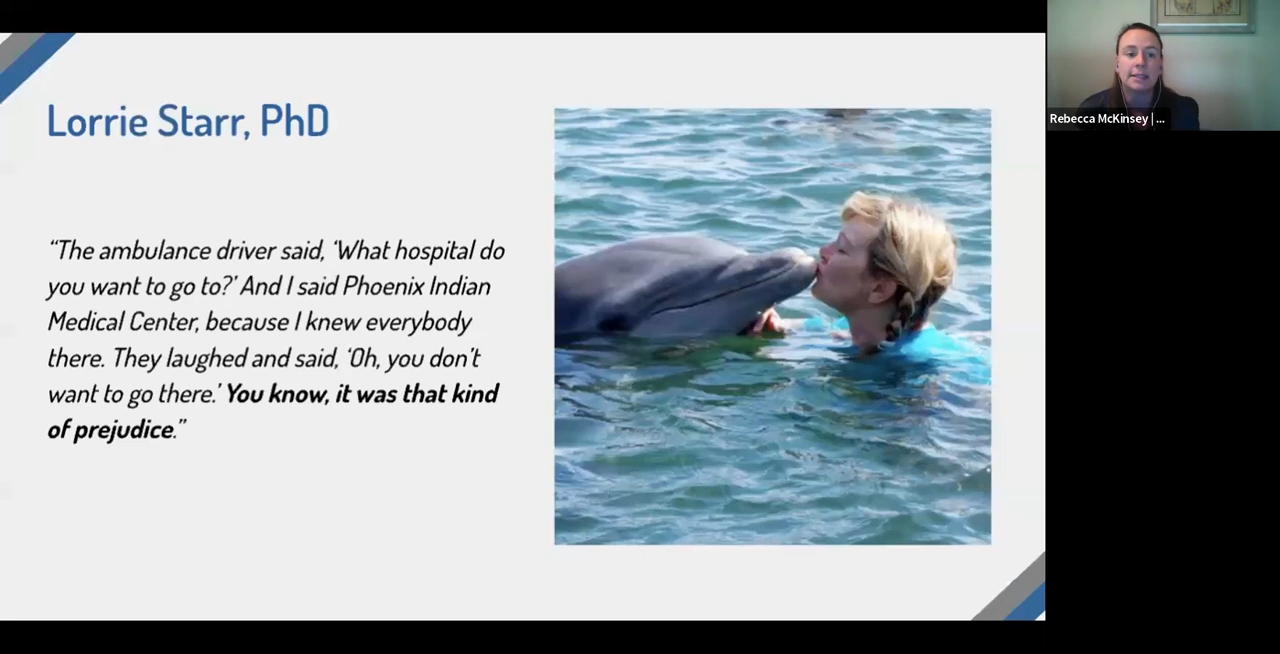 Lorrie Starr, PhD
“The ambulance driver said, ‘What hospital do
you want to go to?’ And I said Phoenix Indian
Medical Center, because I knew everybody
there. They laughed and said, ‘Oh, you don’t
want to go there.’ You know, it was that kind
of prejudice.”
Rebecca McKinsey | ...